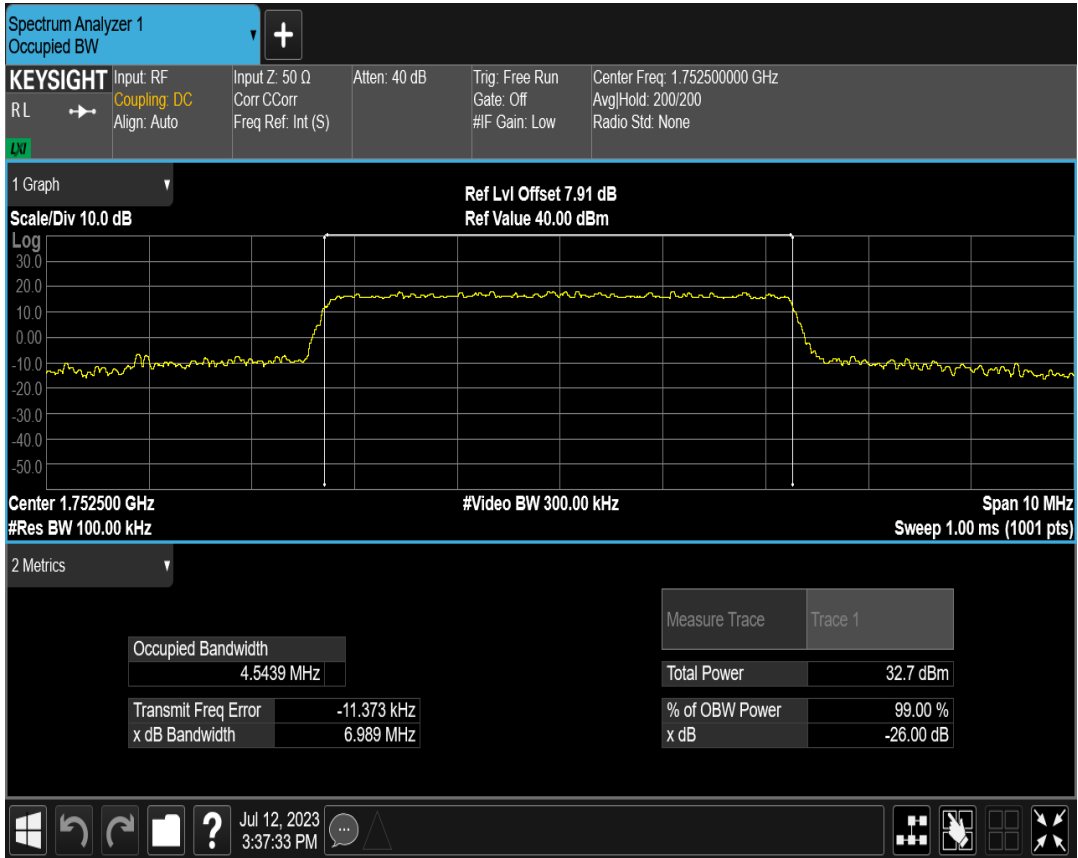 Spectrum Analyzer 1
Occupied BW
KEYSIGHT
RL
LXI
Input: RF
Coupling: DC
Align: Auto
Input Z: 50 Ω
Corr CCorr
Freq Ref: Int (S)
Atten: 40 dB
Trig: Free Run
Gate: Off
#IF Gain: Low
Center Freq: 1.752500000 GHz
Avg|Hold: 200/200
Radio Std: None
1 Graph
Scale/Div 10.0 dB
Ref Lvl Offset 7.91 dB
Ref Value 40.00 dBm
Log
30.0
20.0
10.0
0.00
-10.0
-20.0
-30.0
-40.0
-50.0
Center 1.752500 GHz
#Video BW 300.00 kHz
Span 10 MHz
#Res BW 100.00 kHz
Sweep 1.00 ms (1001 pts)
2 Metrics
Measure Trace Trace 1
Occupied Bandwidth
4.5439 MHz
Total Power 32.7 dBm
Transmit Freq Error -11.373 kHz
% of OBW Power 99.00 %
x dB Bandwidth 6.989 MHz
x dB -26.00 dB
Jul 12, 2023
3:37:33 PM